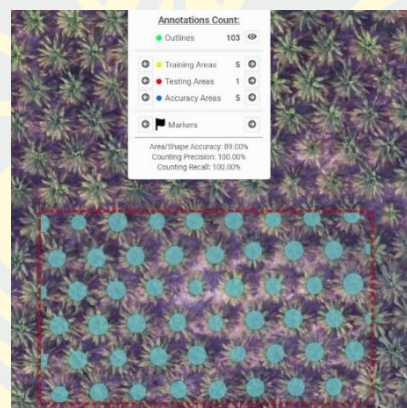 Annotations Count:
Outlines 103
Training Areas 5
Testing Areas 1
Accuracy Areas 5
Markers
Area/Shape Accuracy: 89.00%
Counting Precision: 100.00%
Counting Recall: 100.00%